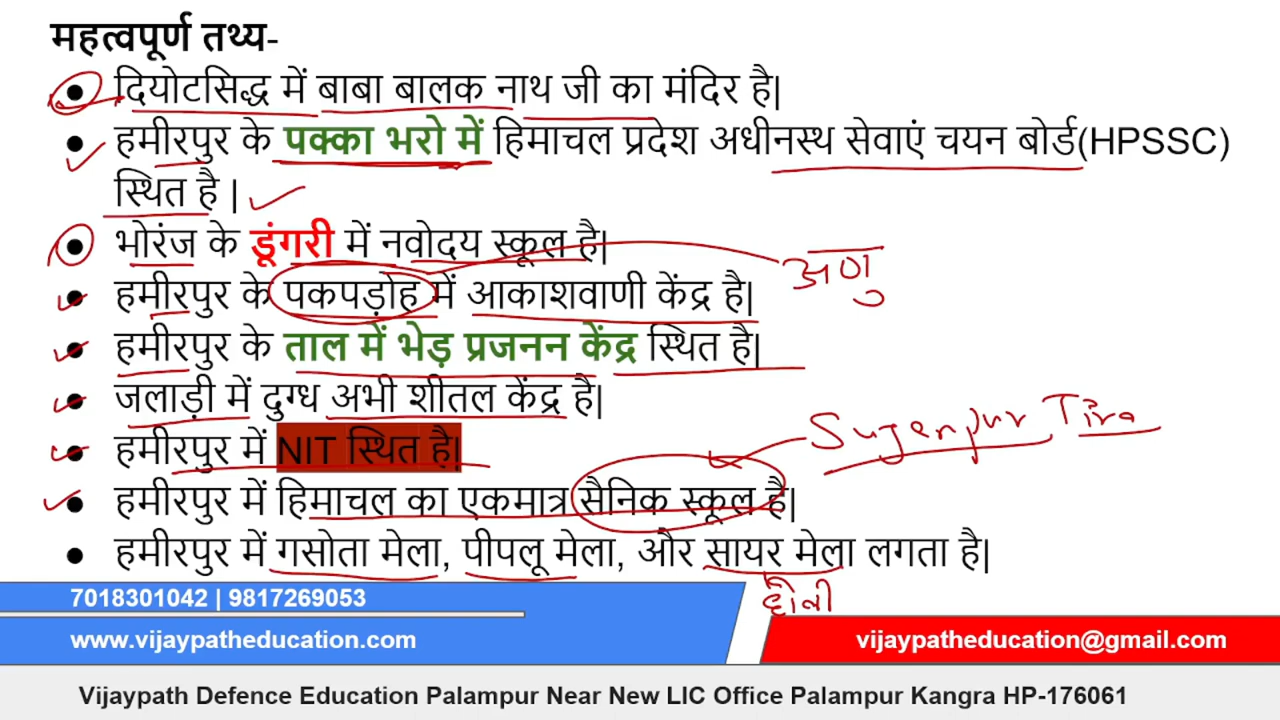 महत्वपूर्ण तथ्य-
● दियोटसिद्ध में बाबा बालक नाथ जी का मंदिर है|
● हमीरपुर के पक्का भरो में हिमाचल प्रदेश अधीनस्थ सेवाएं चयन बोर्ड(HPSSC)
स्थित है |
● भोरंज के डूंगरी में नवोदय स्कूल है|
● हमीरपुर के पकपड़ोह में आकाशवाणी केंद्र है|
अणु
● हमीरपुर के ताल में भेड़ प्रजनन केंद्र स्थित है|
● जलाड़ी में दुग्ध अभी शीतल केंद्र है|
● हमीरपुर में NIT स्थित है|
Sujanpur Tira
● हमीरपुर में हिमाचल का एकमात्र सैनिक स्कूल है|
● हमीरपुर में गसोता मेला, पीपलू मेला, और सायर मेला लगता है|
7018301042 | 9817269053
www.vijaypatheducation.com
vijaypatheducation@gmail.com
Vijaypath Defence Education Palampur Near New LIC Office Palampur Kangra HP-176061